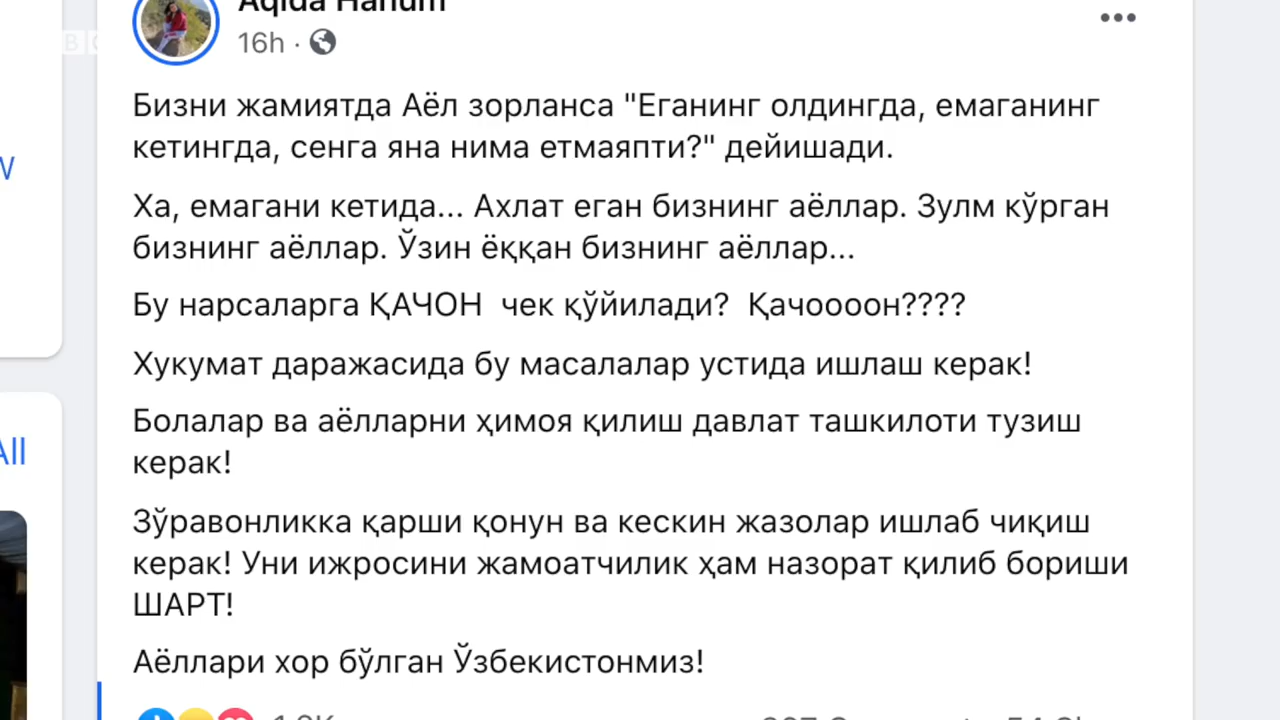 Aqida Hanum
16h ·
BBC
Бизни жамиятда Аёл зорланса "Еганинг олдингда, емаганинг
кетингда, сенга яна нима етмаяпти?" дейишади.
Ха, емагани кетида... Ахлат еган бизнинг аёллар. Зулм кўрган
бизнинг аёллар. Ўзин ёққан бизнинг аёллар...
Бу нарсаларга ҚАЧОН чек қўйилади? Қачоооон????
Хукумат даражасида бу масалалар устида ишлаш керак!
All
Болалар ва аёлларни ҳимоя қилиш давлат ташкилоти тузиш
керак!
Зўравонликка қарши қонун ва кескин жазолар ишлаб чиқиш
керак! Уни ижросини жамоатчилик ҳам назорат қилиб бориши
ШАРТ!
Аёллари хор бўлган Ўзбекистонмиз!